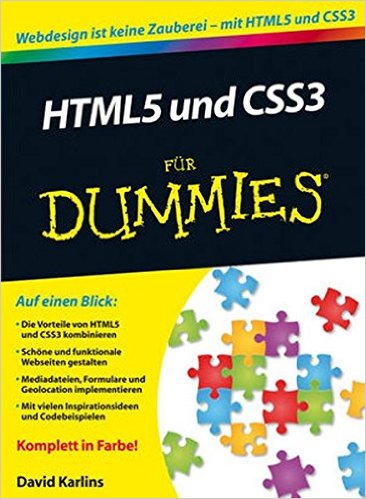 Webdesign ist keine Zauberei – mit HTML5 und CSS3
HTML5 und CSS3
FÜR
DUMMIES®
Auf einen Blick:
• Die Vorteile von HTML5
und CSS3 kombinieren
• Schöne und funktionale
Webseiten gestalten
• Mediadateien, Formulare und
Geolocation implementieren
• Mit vielen Inspirationsideen
und Codebeispielen
Komplett in Farbe!
David Karlins